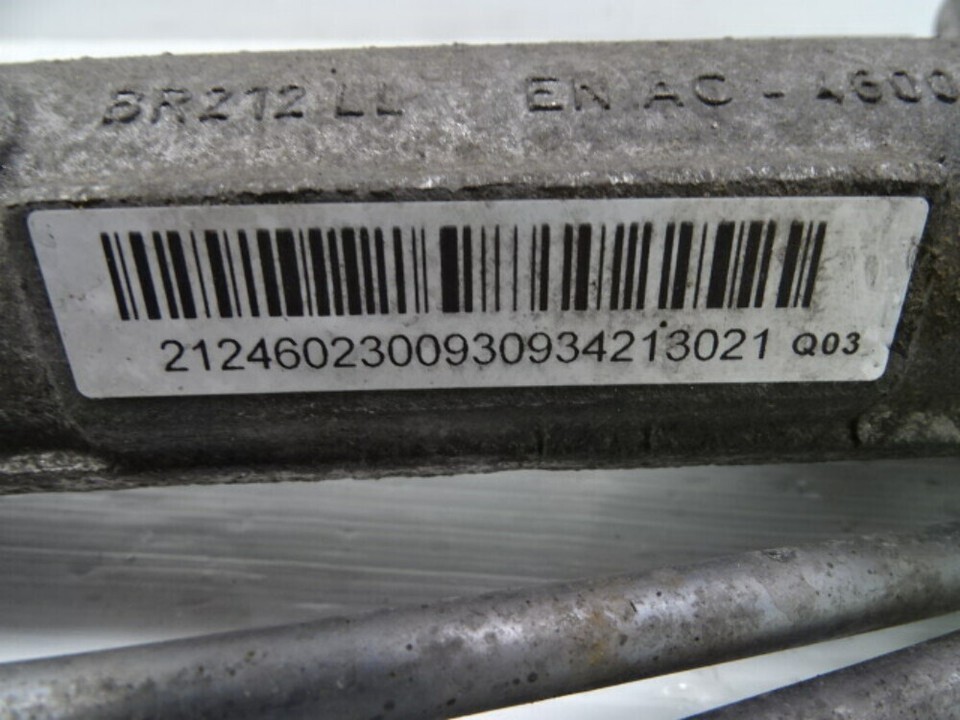 BR212 LL EN AC - 4600
2124602300930934213021 Q03